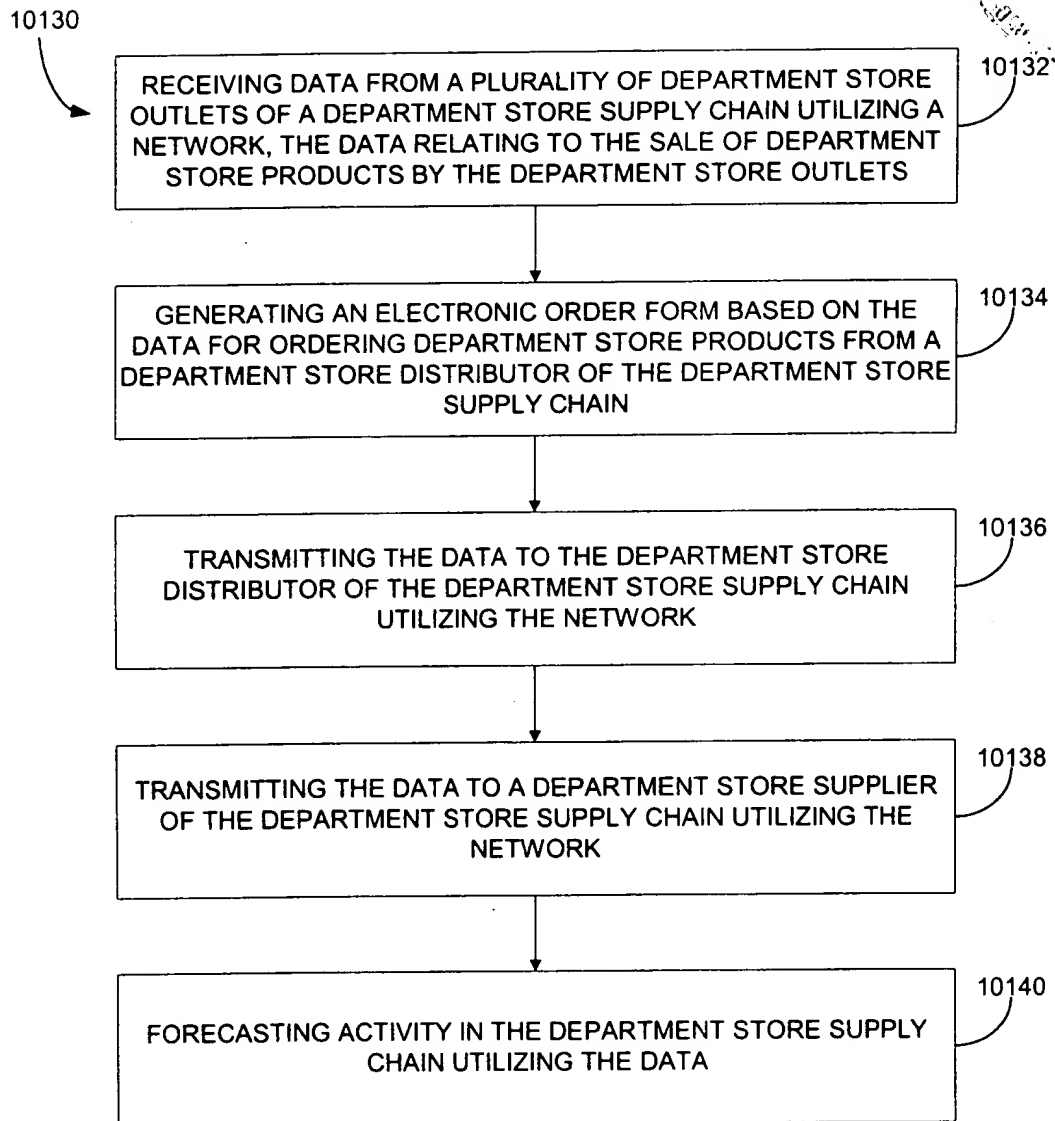 10130
10132
RECEIVING DATA FROM A PLURALITY OF DEPARTMENT STORE
OUTLETS OF A DEPARTMENT STORE SUPPLY CHAIN UTILIZING A
NETWORK, THE DATA RELATING TO THE SALE OF DEPARTMENT
STORE PRODUCTS BY THE DEPARTMENT STORE OUTLETS
10134
GENERATING AN ELECTRONIC ORDER FORM BASED ON THE
DATA FOR ORDERING DEPARTMENT STORE PRODUCTS FROM A
DEPARTMENT STORE DISTRIBUTOR OF THE DEPARTMENT STORE
SUPPLY CHAIN
10136
TRANSMITTING THE DATA TO THE DEPARTMENT STORE
DISTRIBUTOR OF THE DEPARTMENT STORE SUPPLY CHAIN
UTILIZING THE NETWORK
10138
TRANSMITTING THE DATA TO A DEPARTMENT STORE SUPPLIER
OF THE DEPARTMENT STORE SUPPLY CHAIN UTILIZING THE
NETWORK
10140
FORECASTING ACTIVITY IN THE DEPARTMENT STORE SUPPLY
CHAIN UTILIZING THE DATA